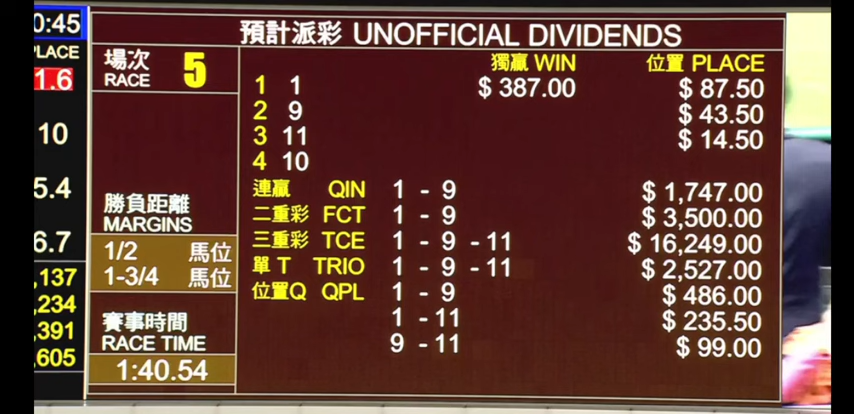 0:45
PLACE
1.6
10
5.4
6.7
,137
,234
,391
,605
預計派彩 UNOFFICIAL DIVIDENDS
場次
RACE 5
獨贏 WIN 位置 PLACE
1 1 $ 387.00 $ 87.50
2 9 $ 43.50
3 11 $ 14.50
4 10
連贏 QIN 1 - 9 $ 1,747.00
二重彩 FCT 1 - 9 $ 3,500.00
三重彩 TCE 1 - 9 - 11 $ 16,249.00
單 T TRIO 1 - 9 - 11 $ 2,527.00
位置Q QPL 1 - 9 $ 486.00
1 - 11 $ 235.50
9 - 11 $ 99.00
勝負距離
MARGINS
1/2 馬位
1-3/4 馬位
賽事時間
RACE TIME
1:40.54